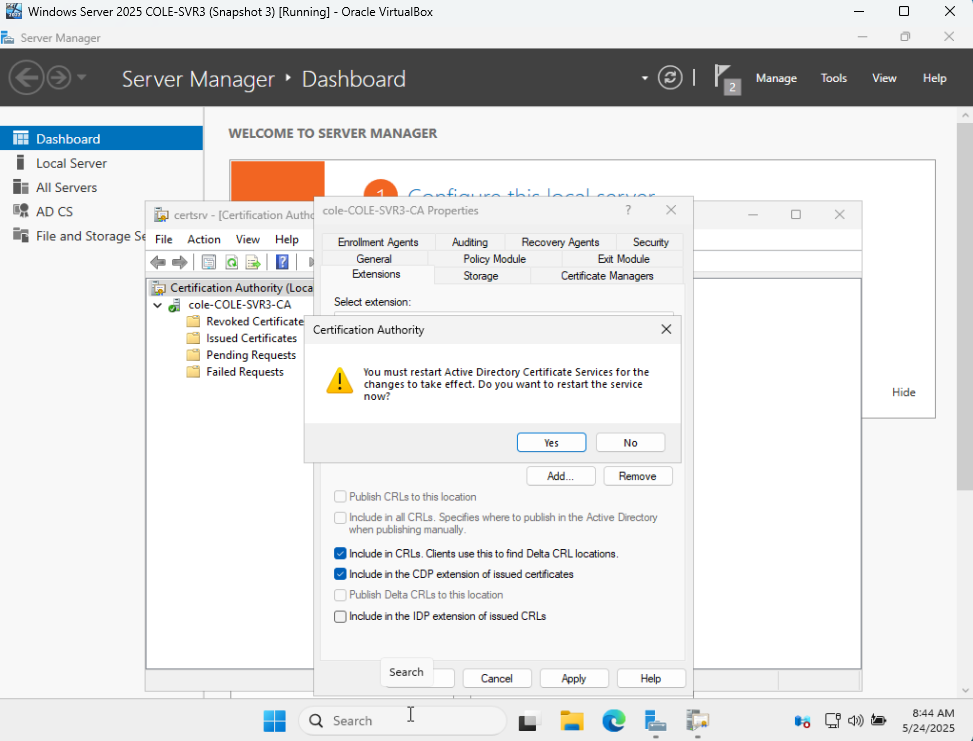 Windows Server 2025 COLE-SVR3 (Snapshot 3) [Running] - Oracle VirtualBox
Server Manager
Server Manager ‣ Dashboard
2
Manage
Tools
View
Help
Dashboard
Local Server
All Servers
AD CS
File and Storage Se
WELCOME TO SERVER MANAGER
1
Configure this local server
Hide
certsrv - [Certification Autho
File
Action
View
Help
Certification Authority (Loca
cole-COLE-SVR3-CA
Revoked Certificate
Issued Certificates
Pending Requests
Failed Requests
cole-COLE-SVR3-CA Properties
?
Enrollment Agents
Auditing
Recovery Agents
Security
General
Policy Module
Exit Module
Extensions
Storage
Certificate Managers
Select extension:
Certification Authority
You must restart Active Directory Certificate Services for the
changes to take effect. Do you want to restart the service
now?
Yes
No
Add...
Remove
Publish CRLs to this location
Include in all CRLs. Specifies where to publish in the Active Directory
when publishing manually.
Include in CRLs. Clients use this to find Delta CRL locations.
Include in the CDP extension of issued certificates
Publish Delta CRLs to this location
Include in the IDP extension of issued CRLs
Search
Cancel
Apply
Help
Search
8:44 AM
5/24/2025